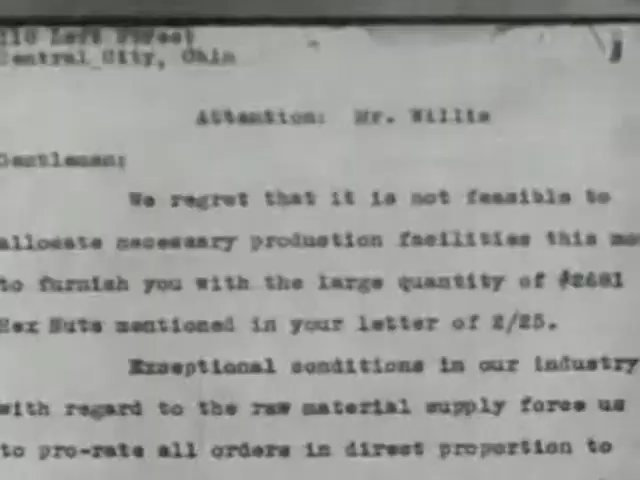 Street
Central City, Ohio
Attention: Mr. Willis
Gentlemen:
We regret that it is not feasible to
allocate necessary production facilities this
to furnish you with the large quantity of #2681
Hex Nuts mentioned in your letter of 2/25.
Exceptional conditions in our industry
with regard to the raw material supply force us
to pro-rate all orders in direct proportion to